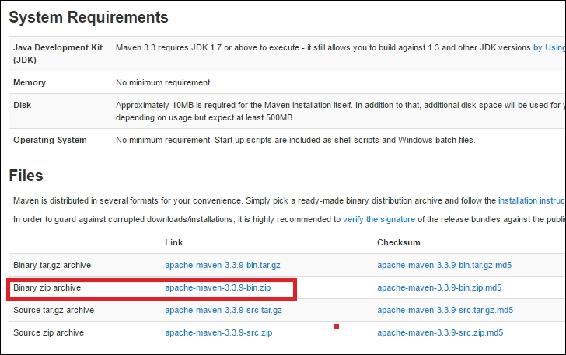 System Requirements
Java Development Kit Maven 3.3 requires JDK 1.7 or above to execute - it still allows you to build against 1.3 and other JDK versions by Using
(JDK)
Memory No minimum requirement
Disk Approximately 10MB is required for the Maven installation itself. In addition to that, additional disk space will be used for
depending on usage but expect at least 500MB
Operating System No minimum requirement. Start up scripts are included as shell scripts and Windows batch files.
Files
Maven is distributed in several formats for your convenience. Simply pick a ready-made binary distribution archive and follow the installation
In order to guard against corrupted downloads/installations, it is highly recommended to verify the signature of the release bundles against the
Link Checksum
Binary tar.gz archive apache-maven-3.3.9-bin.tar.gz apache-maven-3.3.9-bin.tar.gz.md5
Binary zip archive apache-maven-3.3.9-bin.zip apache-maven-3.3.9-bin.zip.md5
Source tar.gz archive apache-maven-3.3.9-src.tar.gz apache-maven-3.3.9-src.tar.gz.md5
Source zip archive apache-maven-3.3.9-src.zip apache-maven-3.3.9-src.zip.md5